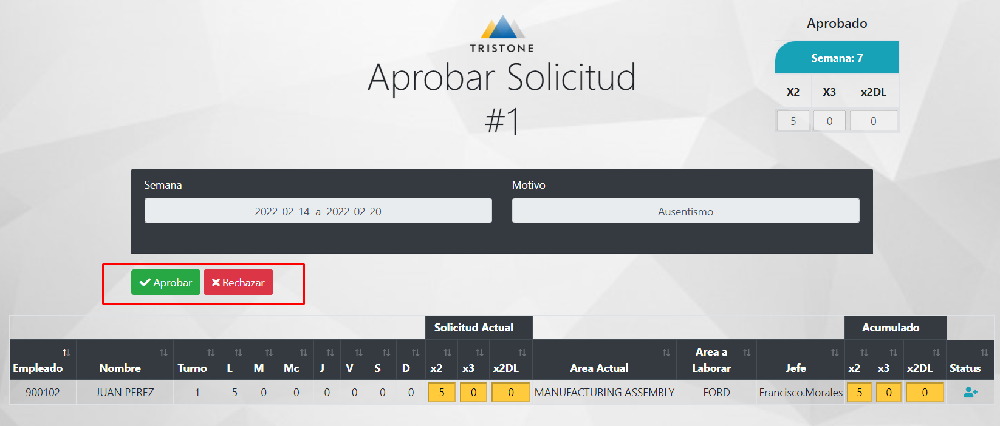 TRISTONE
Aprobar Solicitud
#1
Aprobado
Semana: 7
X2 X3 x2DL
5 0 0
Semana Motivo
2022-02-14 a 2022-02-20 Ausentismo
Aprobar Rechazar
Solicitud Actual Acumulado
Empleado Nombre Turno L M Mc J V S D x2 x3 x2DL Area Actual Area a Laborar Jefe x2 x3 x2DL Status
900102 JUAN PEREZ 1 5 0 0 0 0 0 0 5 0 0 MANUFACTURING ASSEMBLY FORD Francisco.Morales 5 0 0